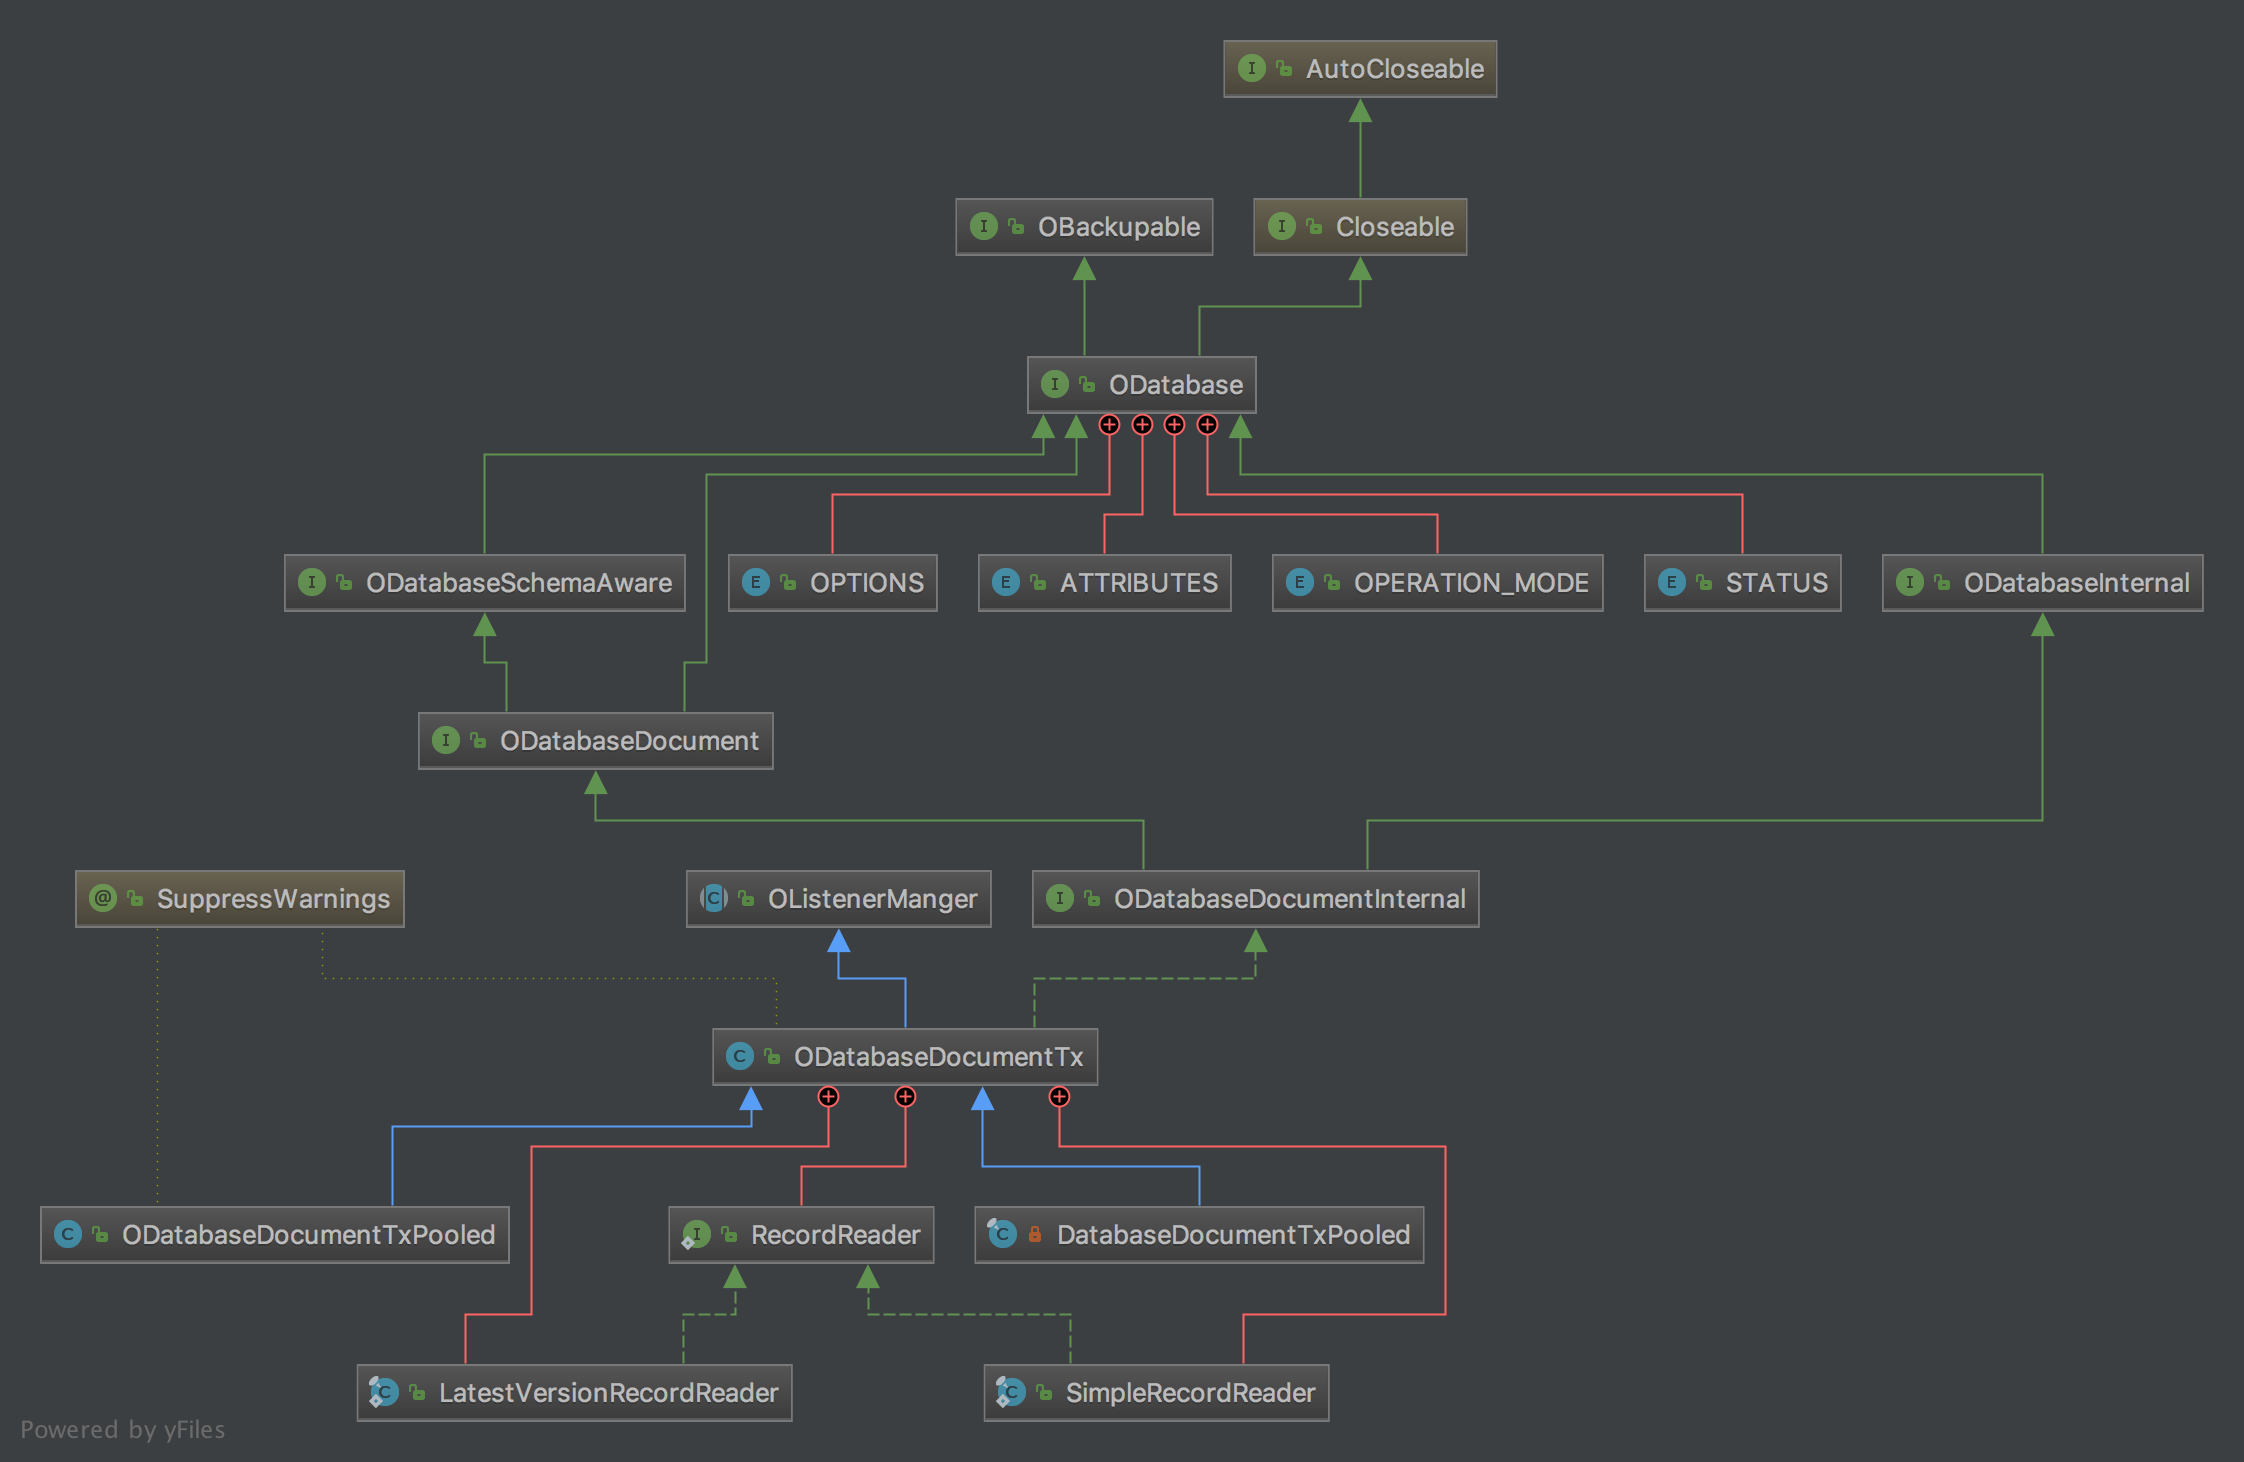 AutoCloseable
OBackupable
Closeable
ODatabase
ODatabaseSchemaAware
OPTIONS
ATTRIBUTES
OPERATION_MODE
STATUS
ODatabaseInternal
ODatabaseDocument
SuppressWarnings
OListenerManger
ODatabaseDocumentInternal
ODatabaseDocumentTx
ODatabaseDocumentTxPooled
RecordReader
DatabaseDocumentTxPooled
LatestVersionRecordReader
SimpleRecordReader
Powered by yFiles